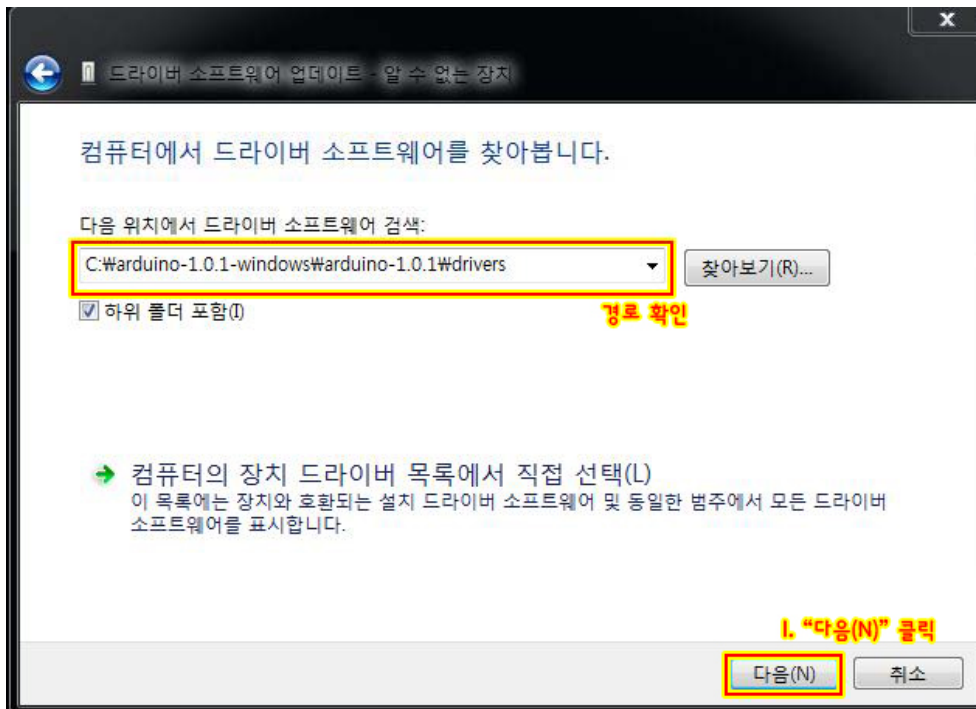 x
드라이버 소프트웨어 업데이트 - 알 수 없는 장치
컴퓨터에서 드라이버 소프트웨어를 찾아봅니다.
다음 위치에서 드라이버 소프트웨어 검색:
C:₩arduino-1.0.1-windows₩arduino-1.0.1₩drivers
찾아보기(R)...
하위 폴더 포함(I)
경로 확인
컴퓨터의 장치 드라이버 목록에서 직접 선택(L)
이 목록에는 장치와 호환되는 설치 드라이버 소프트웨어 및 동일한 범주에서 모든 드라이버
소프트웨어를 표시합니다.
1. “다음(N)” 클릭
다음(N)
취소